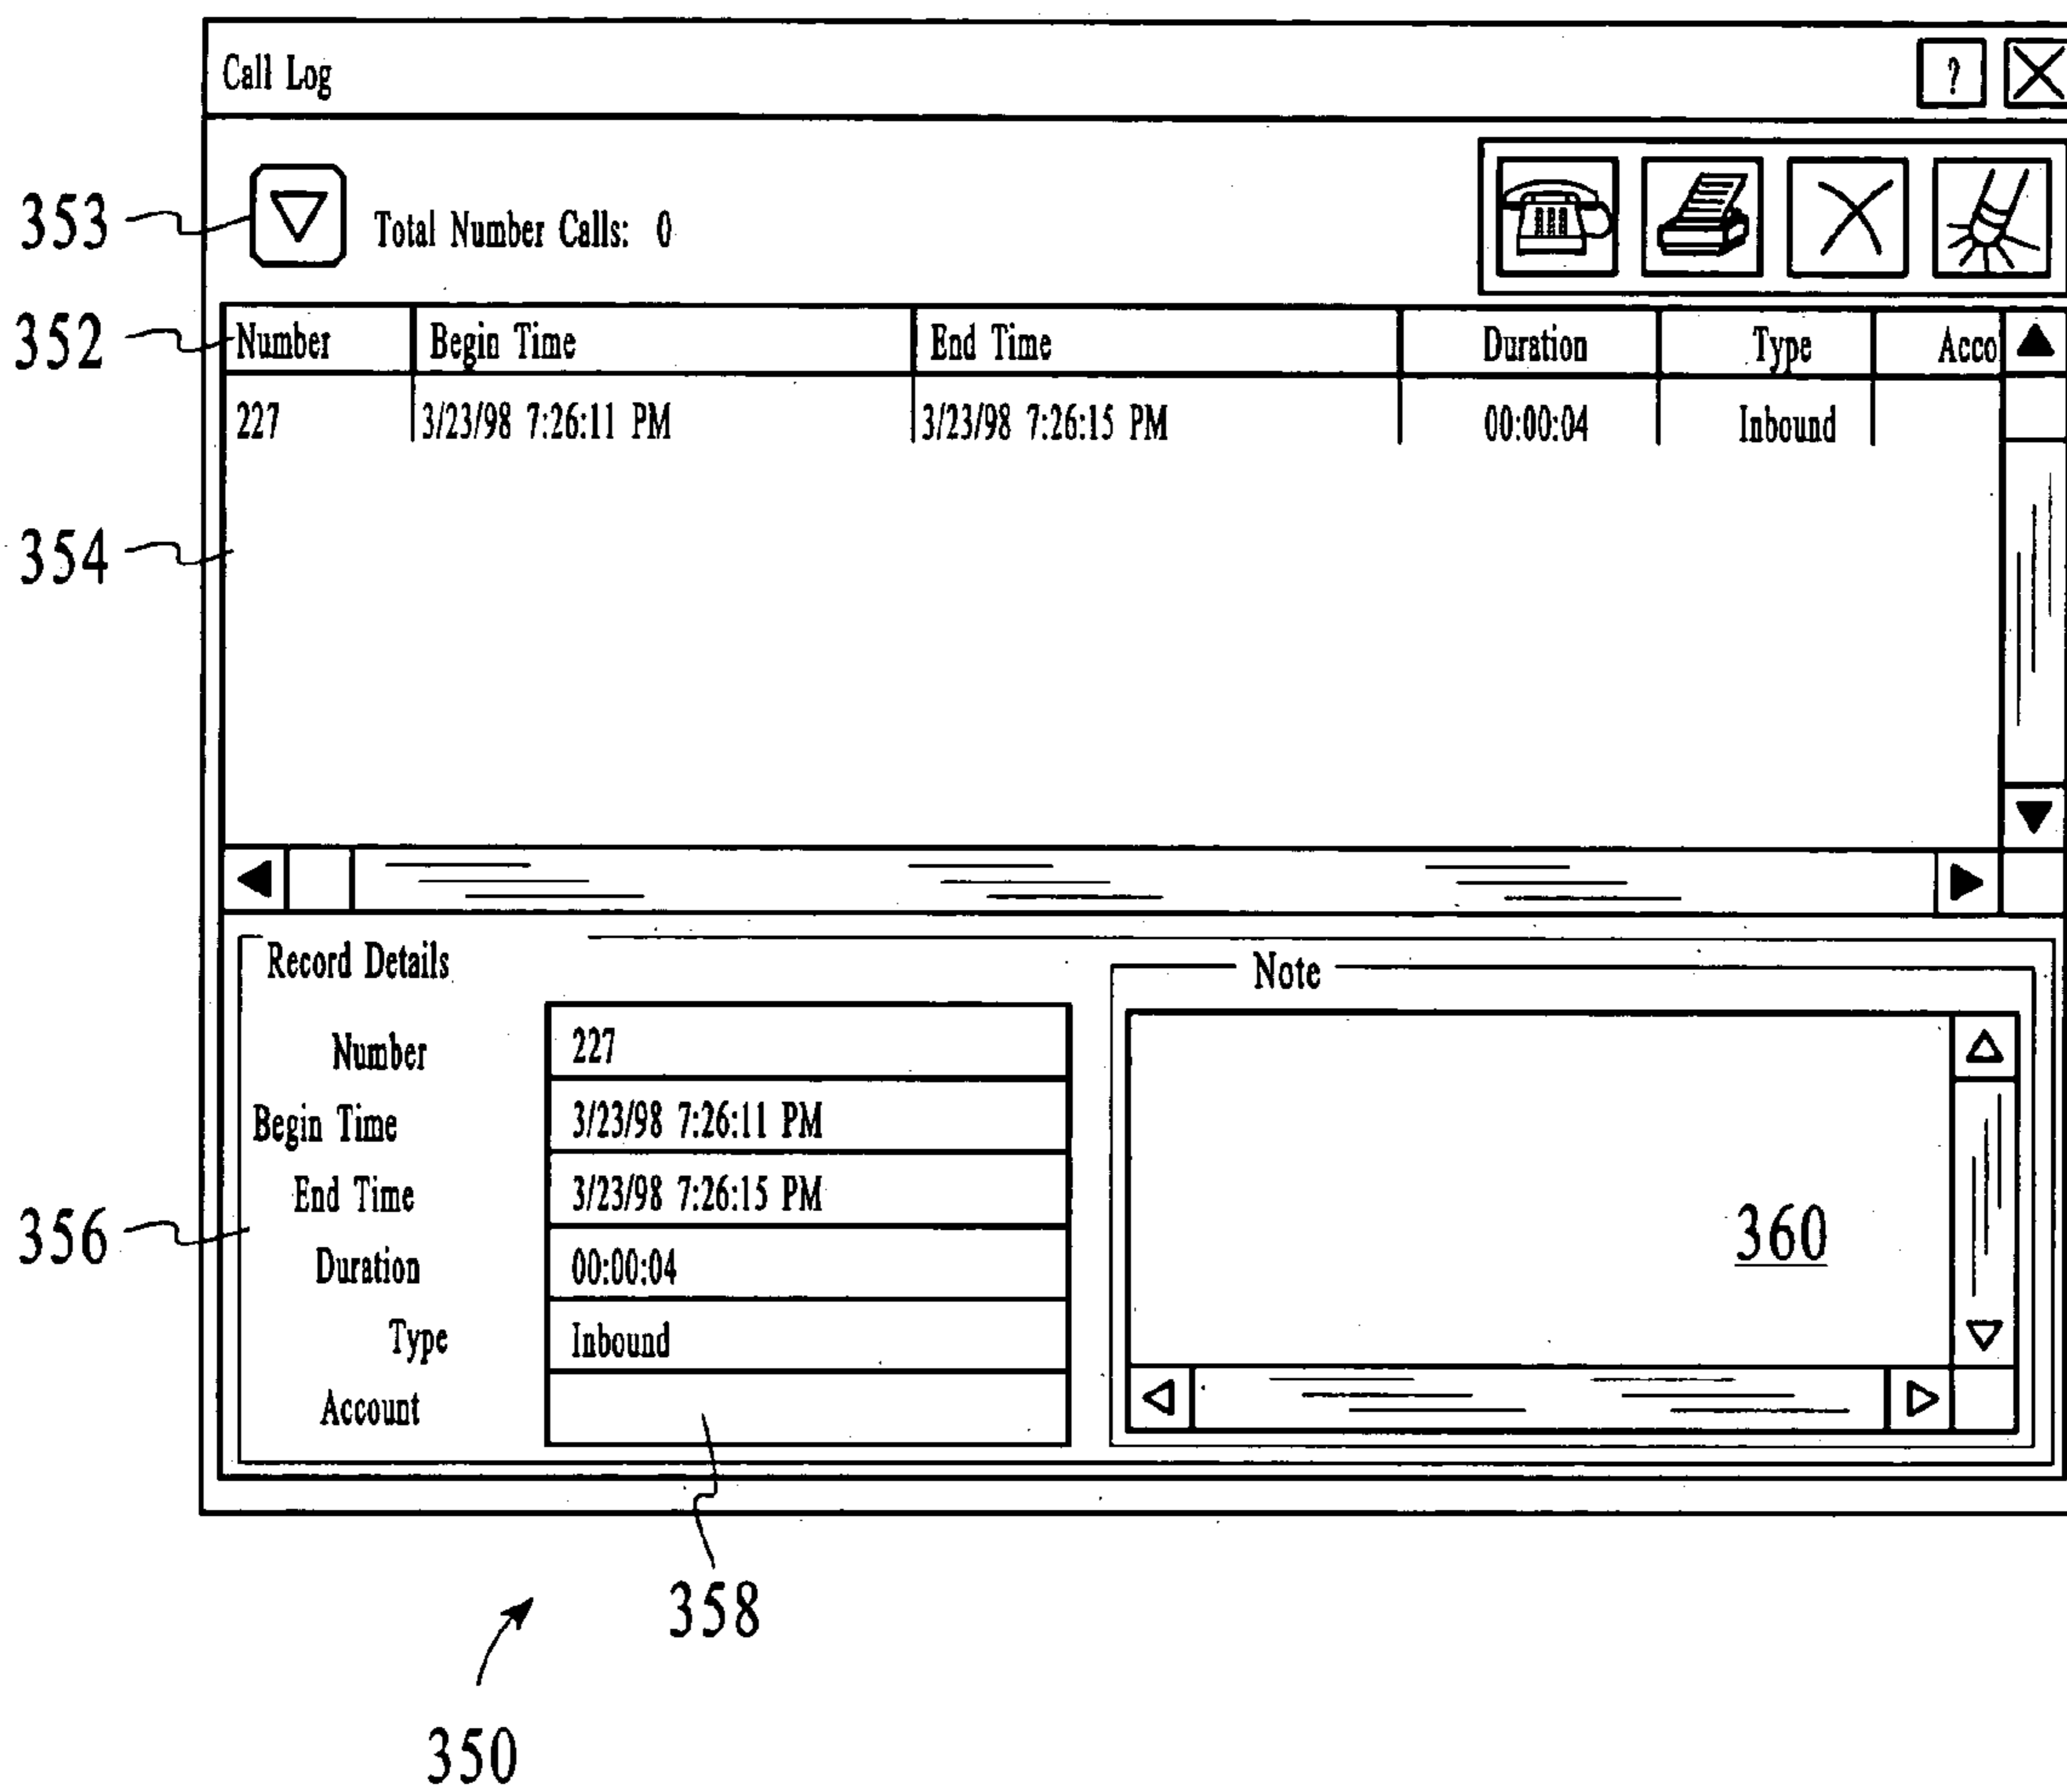 Call Log ?
353 Total Number Calls: 0
352 Number Begin Time End Time Duration Type Acco
227 3/23/98 7:26:11 PM 3/23/98 7:26:15 PM 00:00:04 Inbound
354
Record Details
Number 227
Begin Time 3/23/98 7:26:11 PM
End Time 3/23/98 7:26:15 PM
356
Duration 00:00:04
Type Inbound
Account
Note
360
358
350